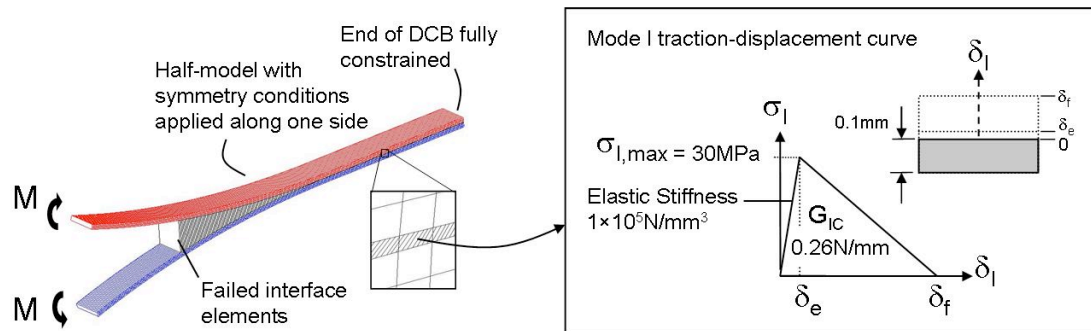 End of DCB fully
constrained
Half-model with
symmetry conditions
applied along one side
M
M
Failed interface
elements
Mode I traction-displacement curve
δI
δf
δe
0
0.1mm
σI
σI,max = 30MPa
Elastic Stiffness
1×10⁵N/mm³
GIC
0.26N/mm
δe
δf
δI